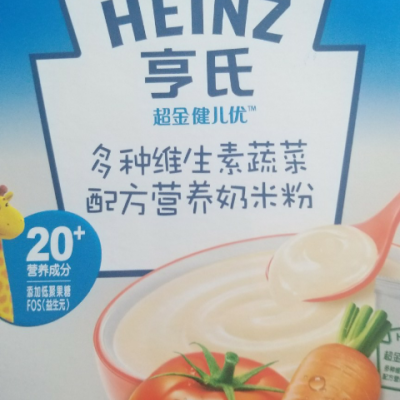 HEINZ
亨氏
超金健儿优™
多种维生素蔬菜
配方营养奶米粉
20+
营养成分
添加低聚果糖
FOS(益生元)